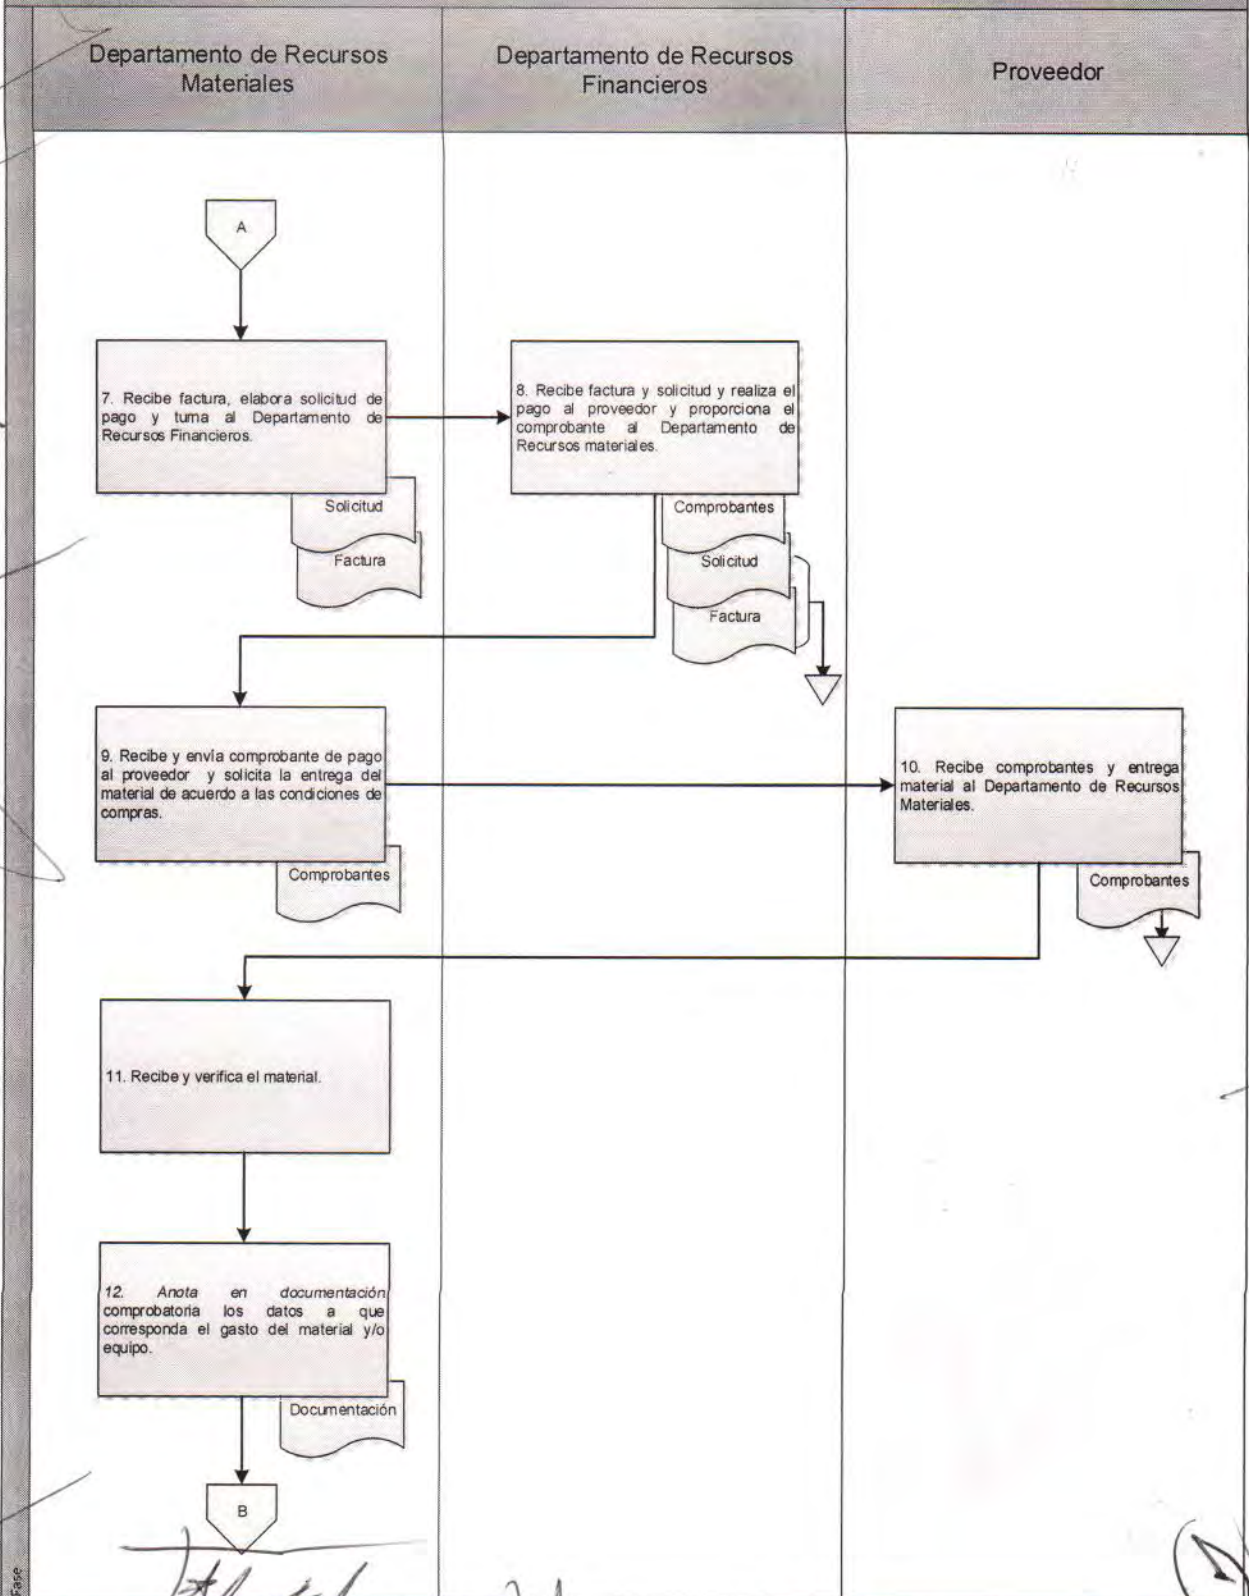 Departamento de Recursos
Materiales
Departamento de Recursos
Financieros
Proveedor
A
7. Recibe factura, elabora solicitud de
pago y turna al Departamento de
Recursos Financieros.
Solicitud
Factura
8. Recibe factura y solicitud y realiza el
pago al proveedor y proporciona el
comprobante al Departamento de
Recursos materiales.
Comprobantes
Solicitud
Factura
9. Recibe y envía comprobante de pago
al proveedor y solicita la entrega del
material de acuerdo a las condiciones de
compras.
Comprobantes
10. Recibe comprobantes y entrega
material al Departamento de Recursos
Materiales.
Comprobantes
11. Recibe y verifica el material.
12. Anota en documentación
comprobatoria los datos a que
corresponda el gasto del material y/o
equipo.
Documentación
B
Fase